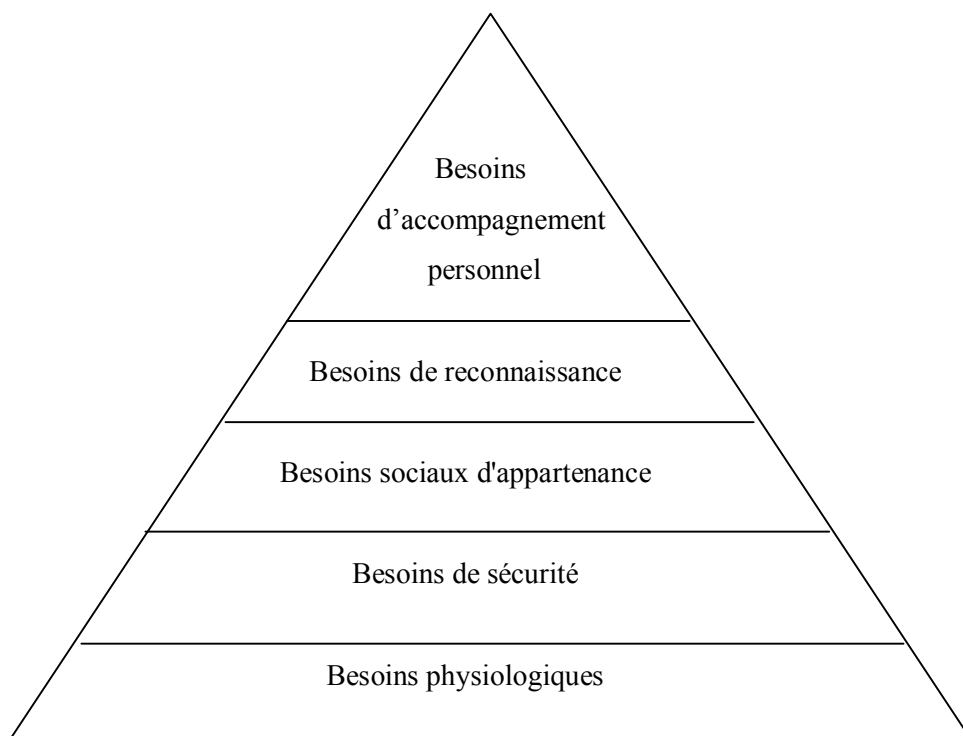 Besoins
d’accompagnement
personnel
Besoins de reconnaissance
Besoins sociaux d'appartenance
Besoins de sécurité
Besoins physiologiques